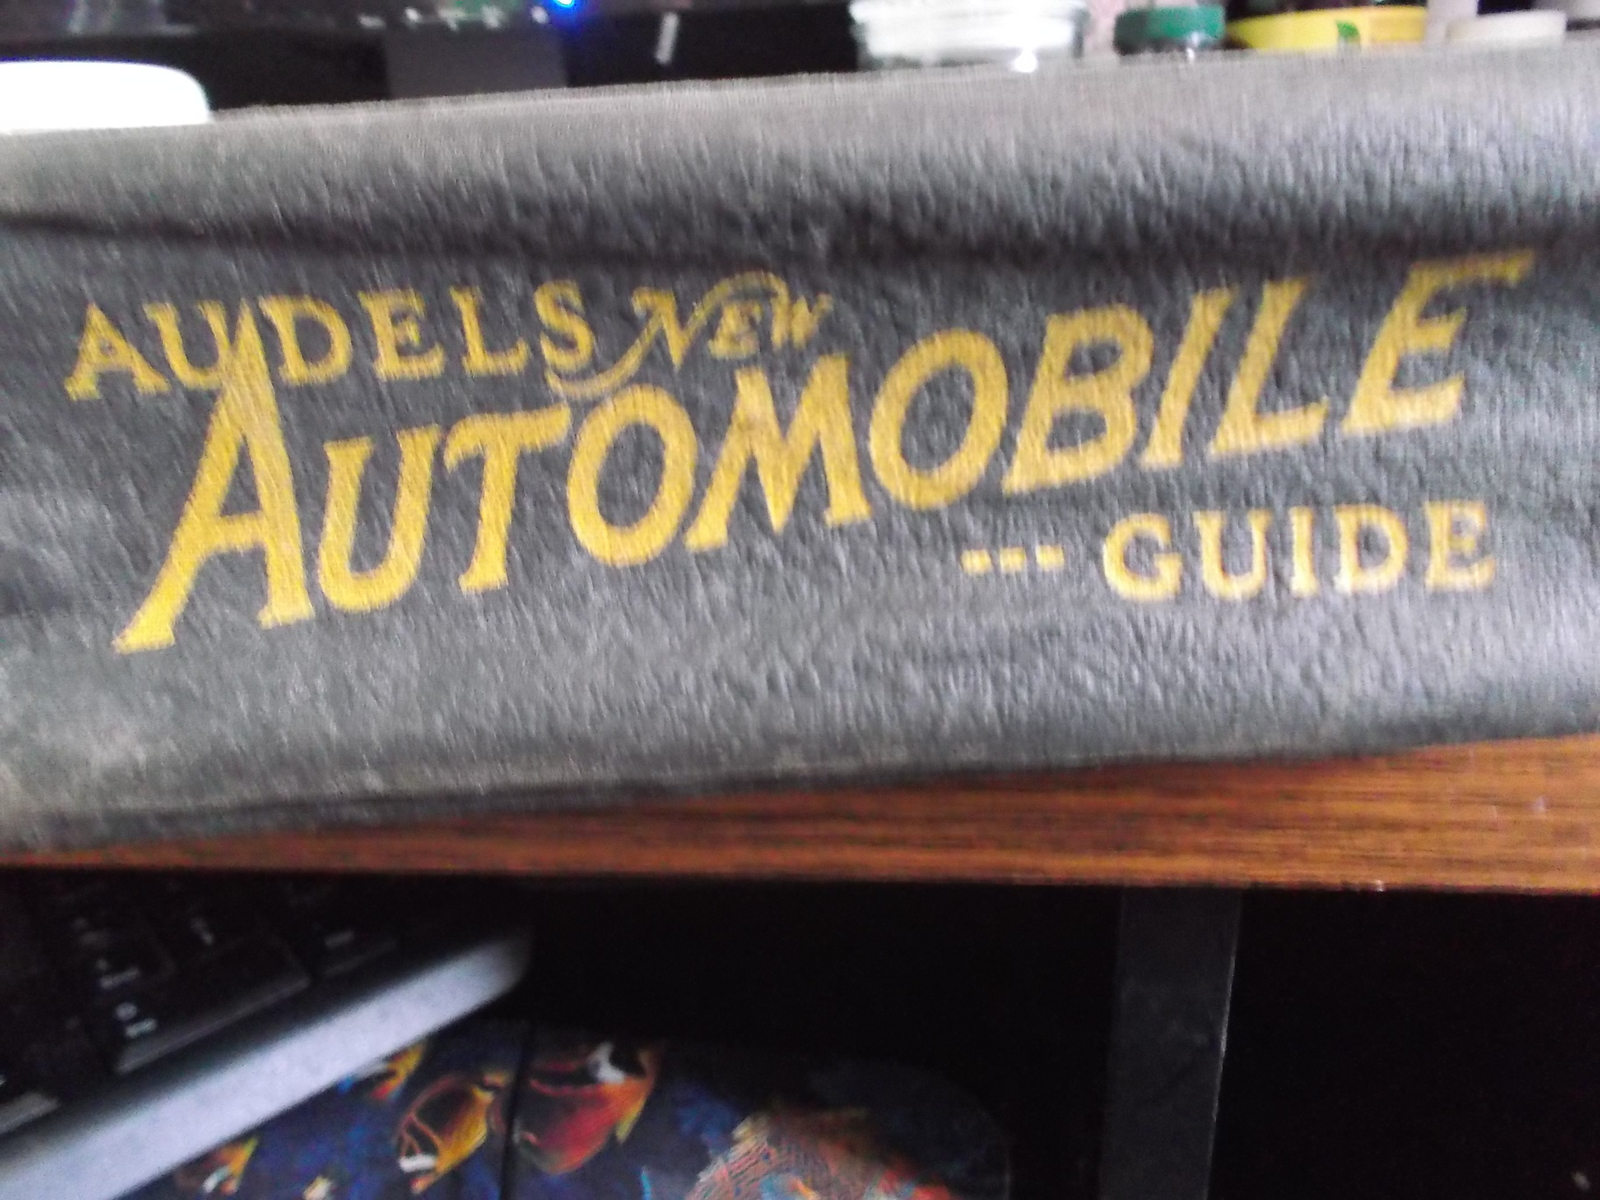 AUDELS NEW
AUTOMOBILE
--- GUIDE